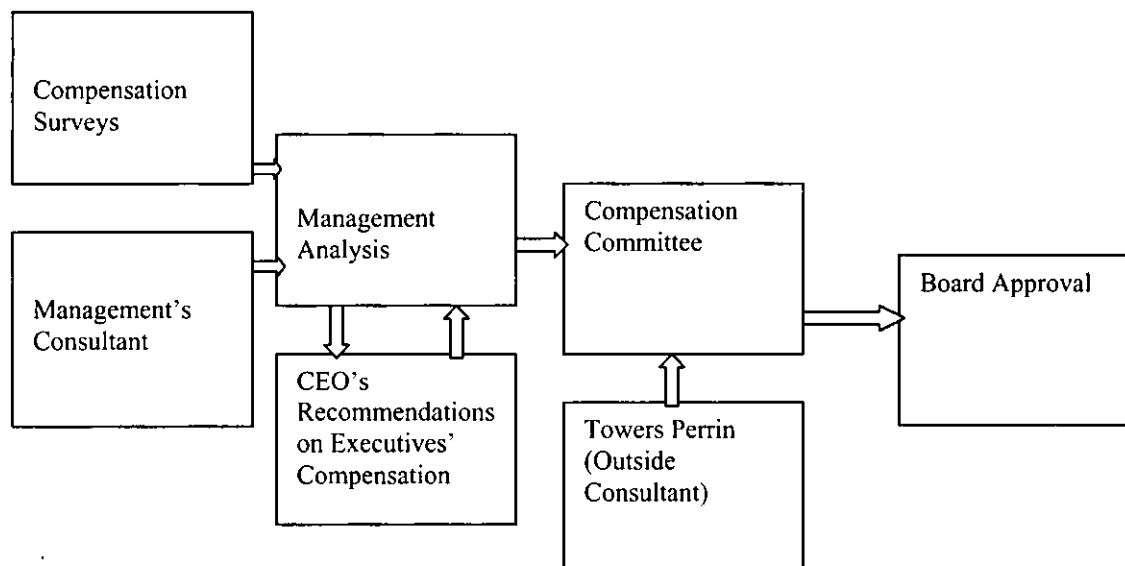 Compensation
Surveys
Management's
Consultant
Management
Analysis
CEO's
Recommendations
on Executives'
Compensation
Compensation
Committee
Towers Perrin
(Outside
Consultant)
Board Approval